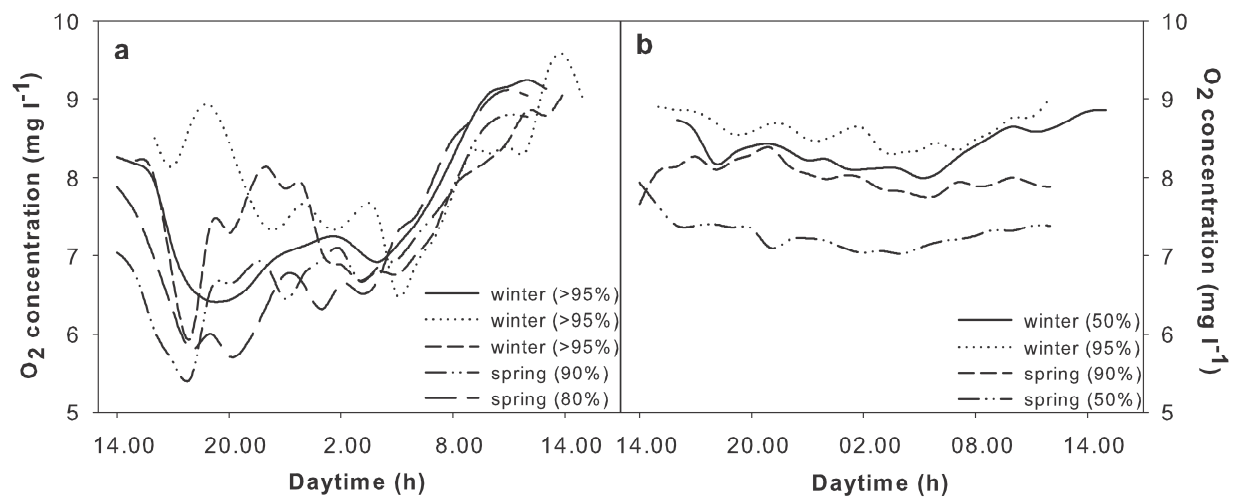 a
b
10
9
8
7
6
5
10
9
8
7
6
5
O2 concentration (mg l-1)
O2 concentration (mg l-1)
winter (>95%)
winter (>95%)
winter (>95%)
spring (90%)
spring (80%)
winter (50%)
winter (95%)
spring (90%)
spring (50%)
14.00 20.00 2.00 8.00 14.00
14.00 20.00 02.00 08.00 14.00
Daytime (h)
Daytime (h)